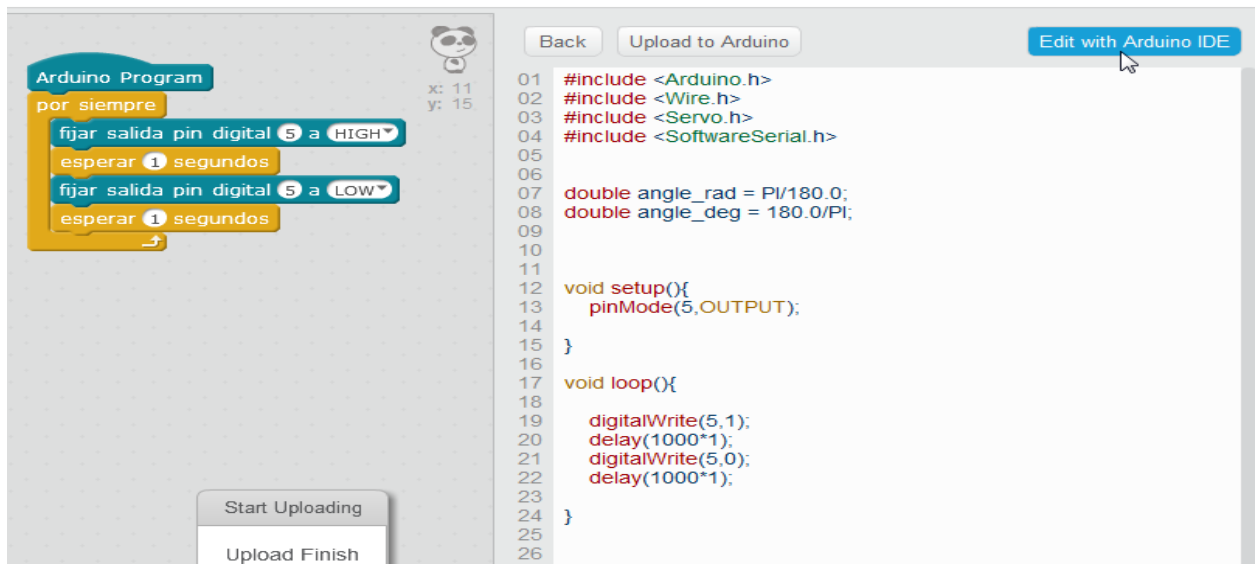 Arduino Program
por siempre
fijar salida pin digital 5 a HIGH
esperar 1 segundos
fijar salida pin digital 5 a LOW
esperar 1 segundos
x: 11
y: 15
Start Uploading
Upload Finish
Back
Upload to Arduino
Edit with Arduino IDE
01 #include <Arduino.h>
02 #include <Wire.h>
03 #include <Servo.h>
04 #include <SoftwareSerial.h>
05
06
07 double angle_rad = PI/180.0;
08 double angle_deg = 180.0/PI;
09
10
11
12 void setup(){
13 pinMode(5,OUTPUT);
14
15 }
16
17 void loop(){
18
19 digitalWrite(5,1);
20 delay(1000*1);
21 digitalWrite(5,0);
22 delay(1000*1);
23
24 }
25
26